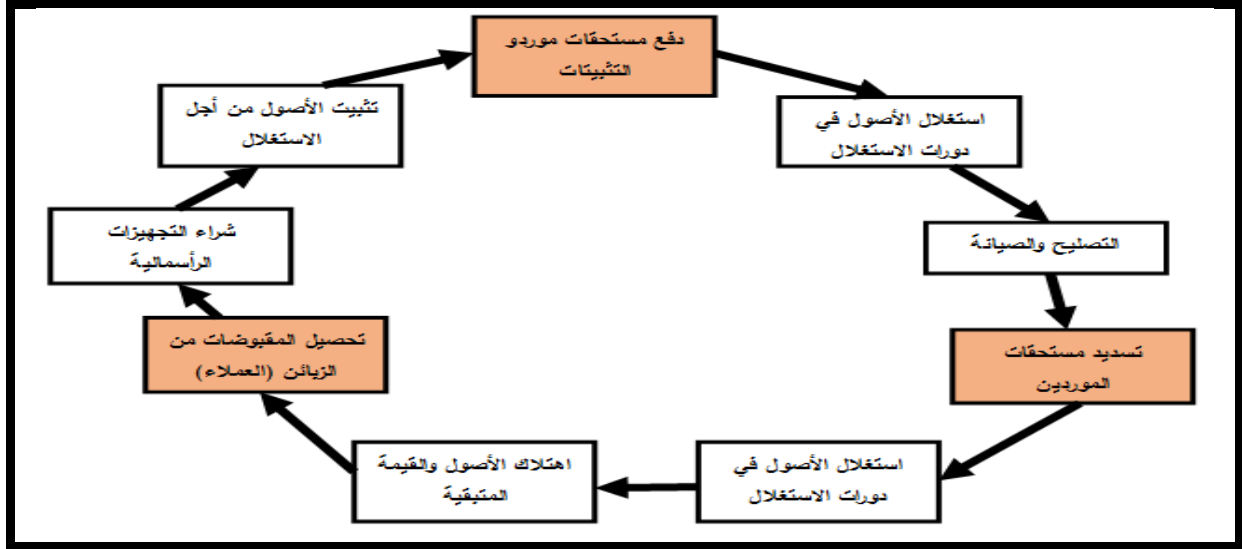 دفع مستحقات موردو
التثبيتات
استغلال الأصول في
دورات الاستغلال
التصليح والصيانة
تسديد مستحقات
الموردين
استغلال الأصول في
دورات الاستغلال
اهتلاك الأصول والقيمة
المتبقية
تحصيل المقبوضات من
الزبائن (العملاء)
شراء التجهيزات
الرأسمالية
تثبيت الأصول من أجل
الاستغلال